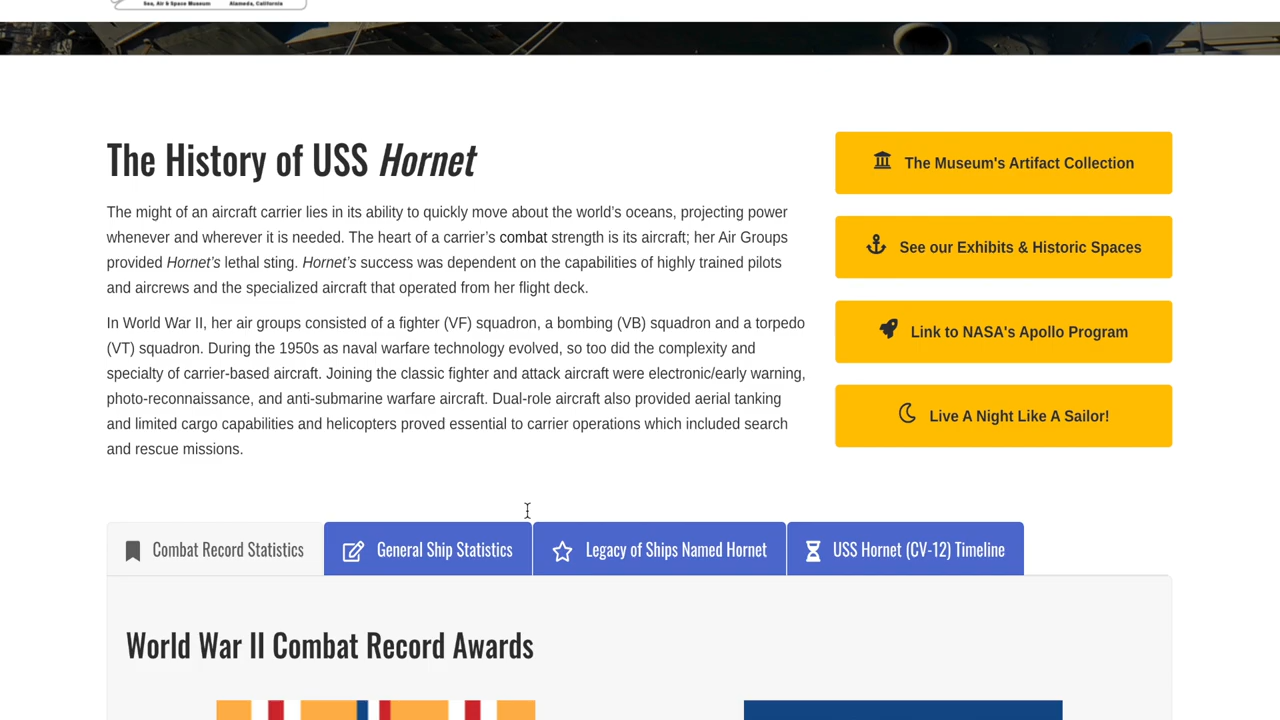 Sea, Air & Space Museum Alameda, California
The History of USS Hornet
The might of an aircraft carrier lies in its ability to quickly move about the world’s oceans, projecting power
whenever and wherever it is needed. The heart of a carrier’s combat strength is its aircraft; her Air Groups
provided Hornet’s lethal sting. Hornet’s success was dependent on the capabilities of highly trained pilots
and aircrews and the specialized aircraft that operated from her flight deck.
In World War II, her air groups consisted of a fighter (VF) squadron, a bombing (VB) squadron and a torpedo
(VT) squadron. During the 1950s as naval warfare technology evolved, so too did the complexity and
specialty of carrier-based aircraft. Joining the classic fighter and attack aircraft were electronic/early warning,
photo-reconnaissance, and anti-submarine warfare aircraft. Dual-role aircraft also provided aerial tanking
and limited cargo capabilities and helicopters proved essential to carrier operations which included search
and rescue missions.
The Museum's Artifact Collection
See our Exhibits & Historic Spaces
Link to NASA's Apollo Program
Live A Night Like A Sailor!
Combat Record Statistics
General Ship Statistics
Legacy of Ships Named Hornet
USS Hornet (CV-12) Timeline
World War II Combat Record Awards